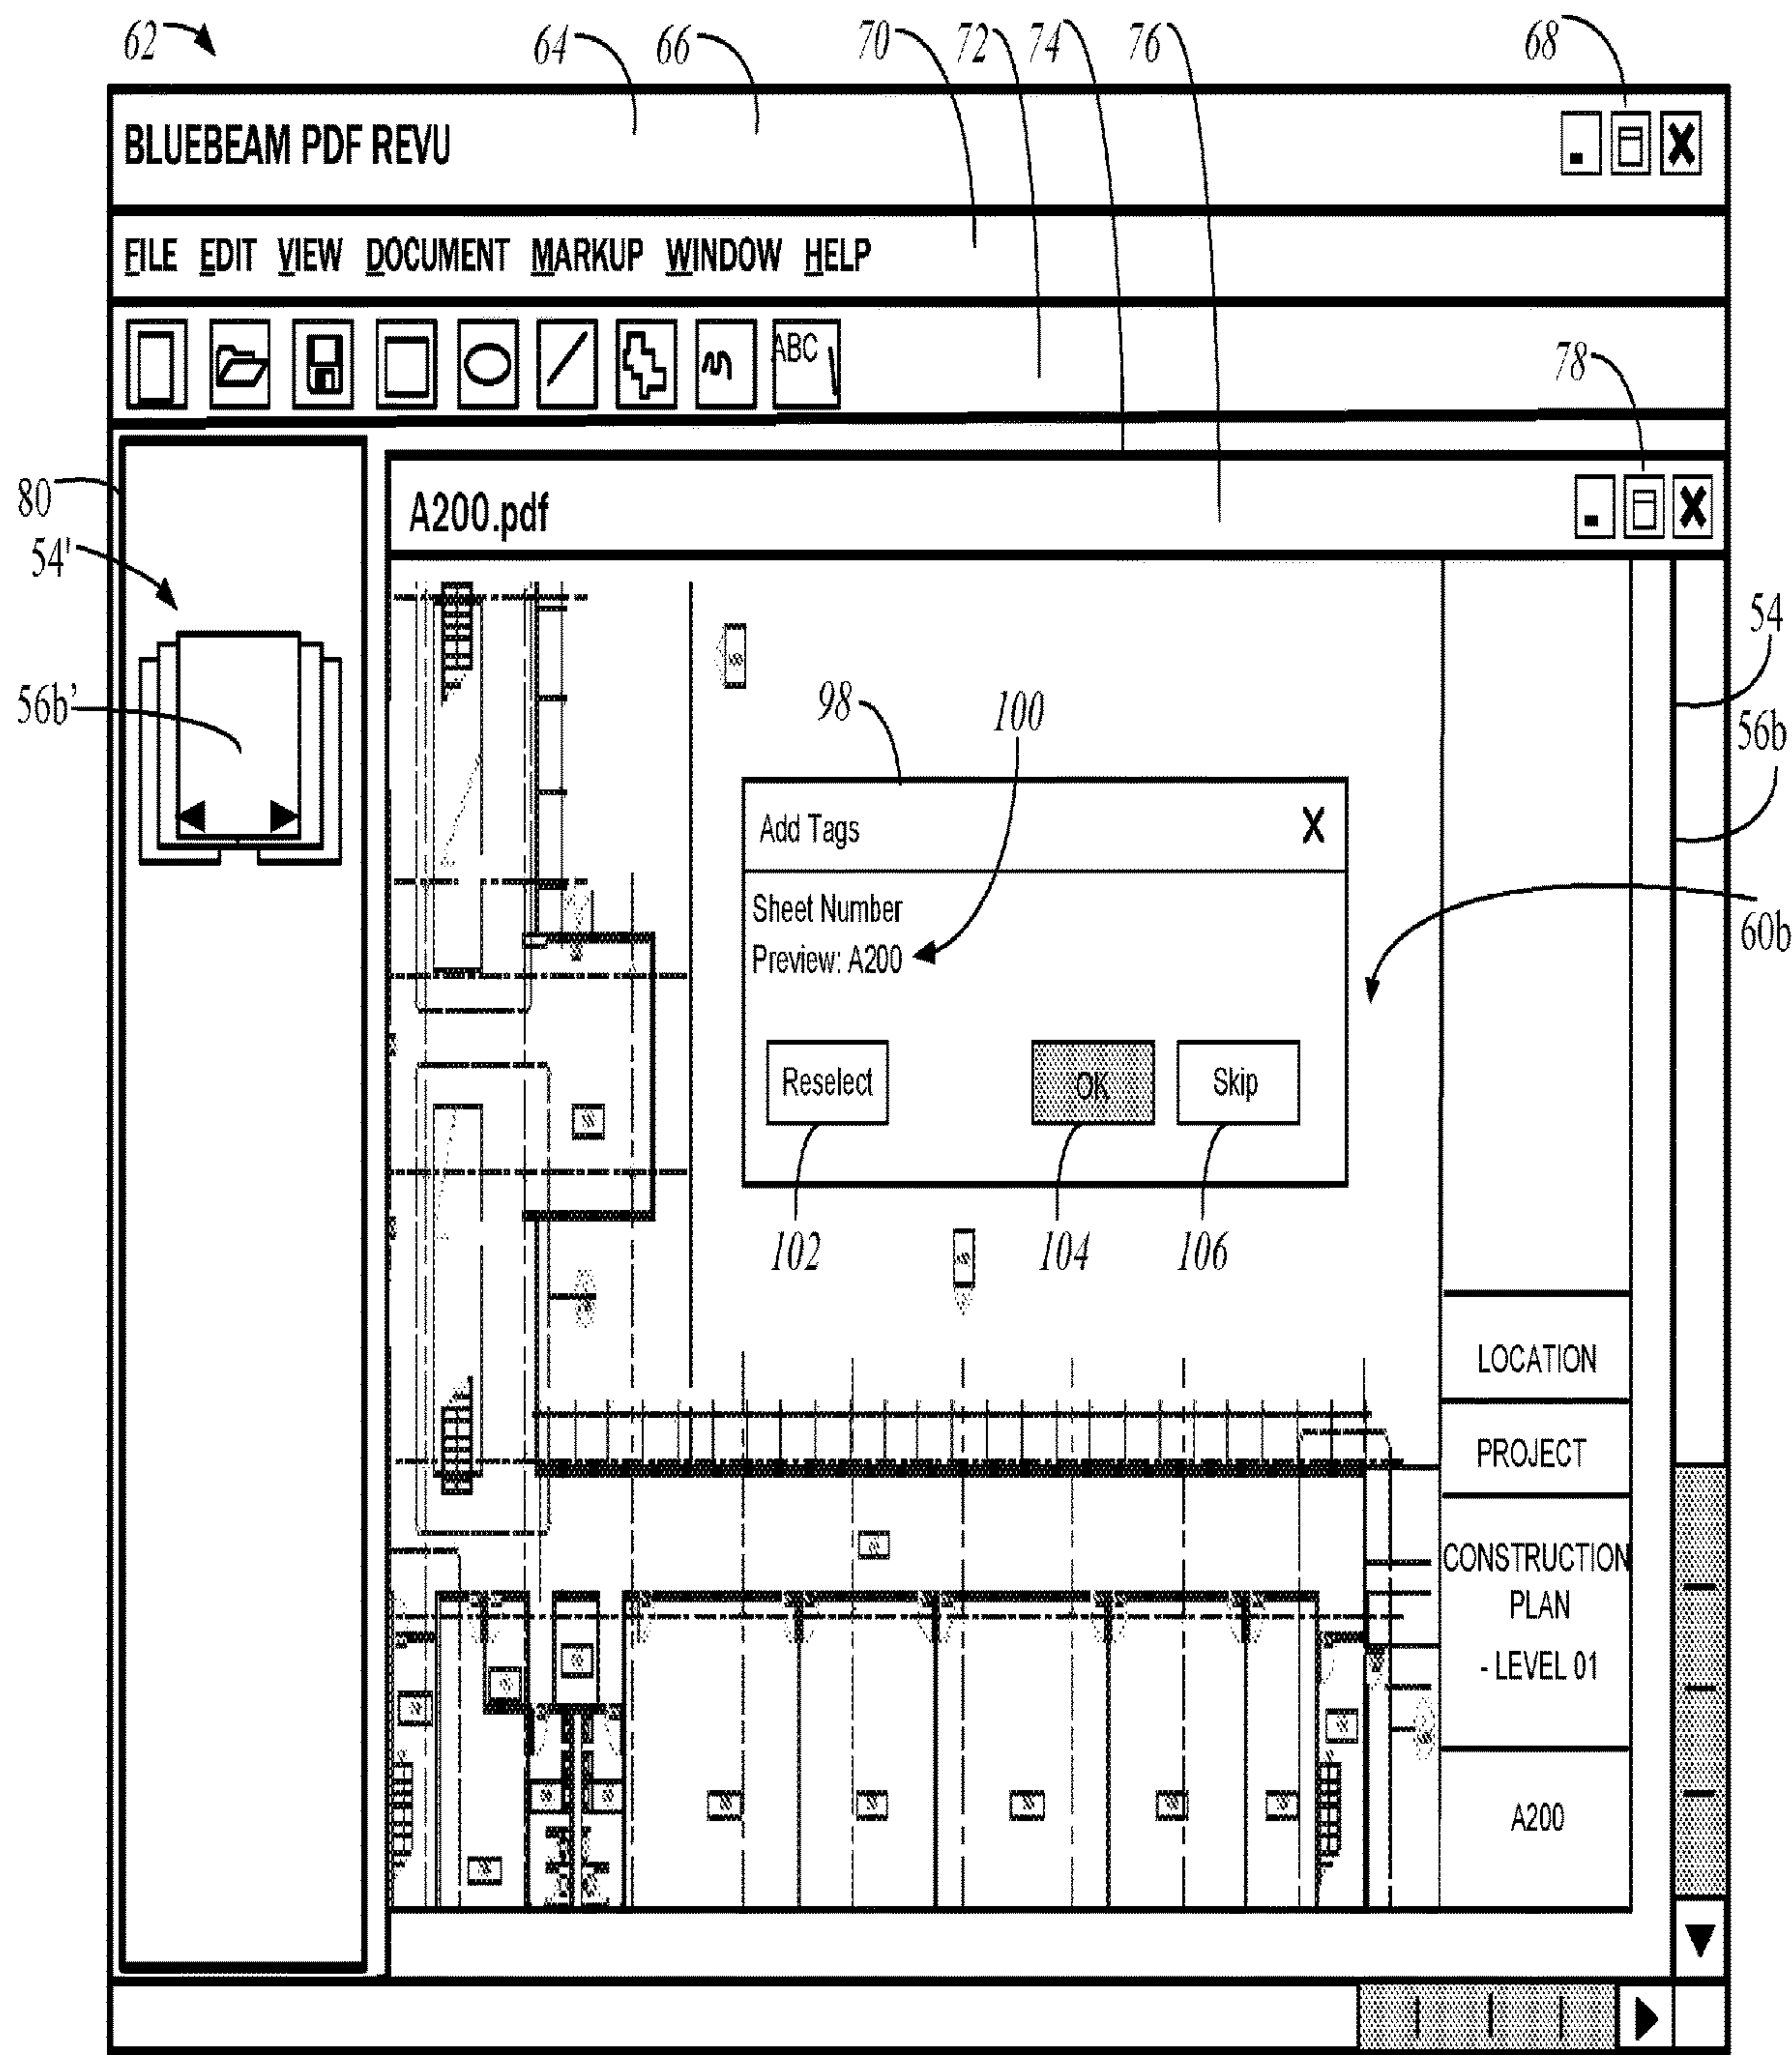 62 64 66 70 72 74 76 68
BLUEBEAM PDF REVU
FILE EDIT VIEW DOCUMENT MARKUP WINDOW HELP
ABC
78
80
A200.pdf
54'
54
56b'
98
100
56b
Add Tags X
Sheet Number
60b
Preview: A200
Reselect OK Skip
102 104 106
LOCATION
PROJECT
CONSTRUCTION
PLAN
- LEVEL 01
A200